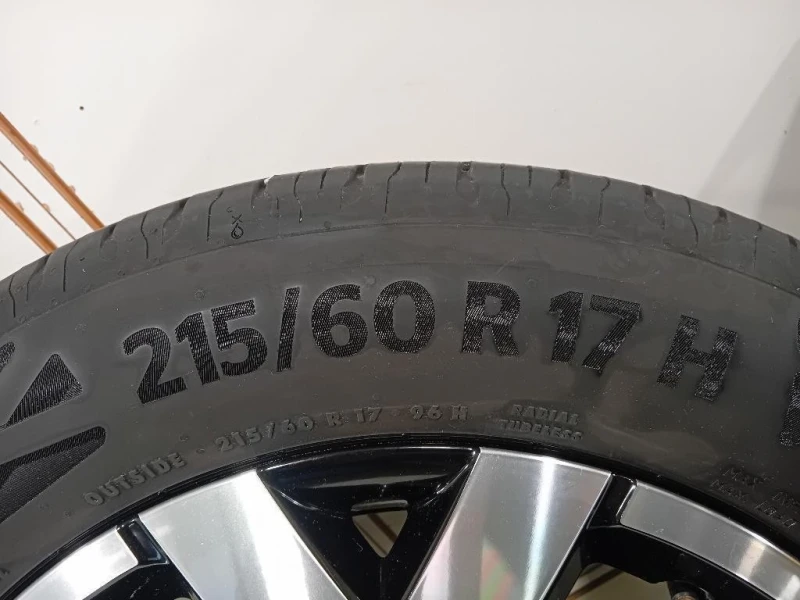 215/60 R 17 H
OUTSIDE 215/60 R 17 96 H RADIAL
TUBELESS